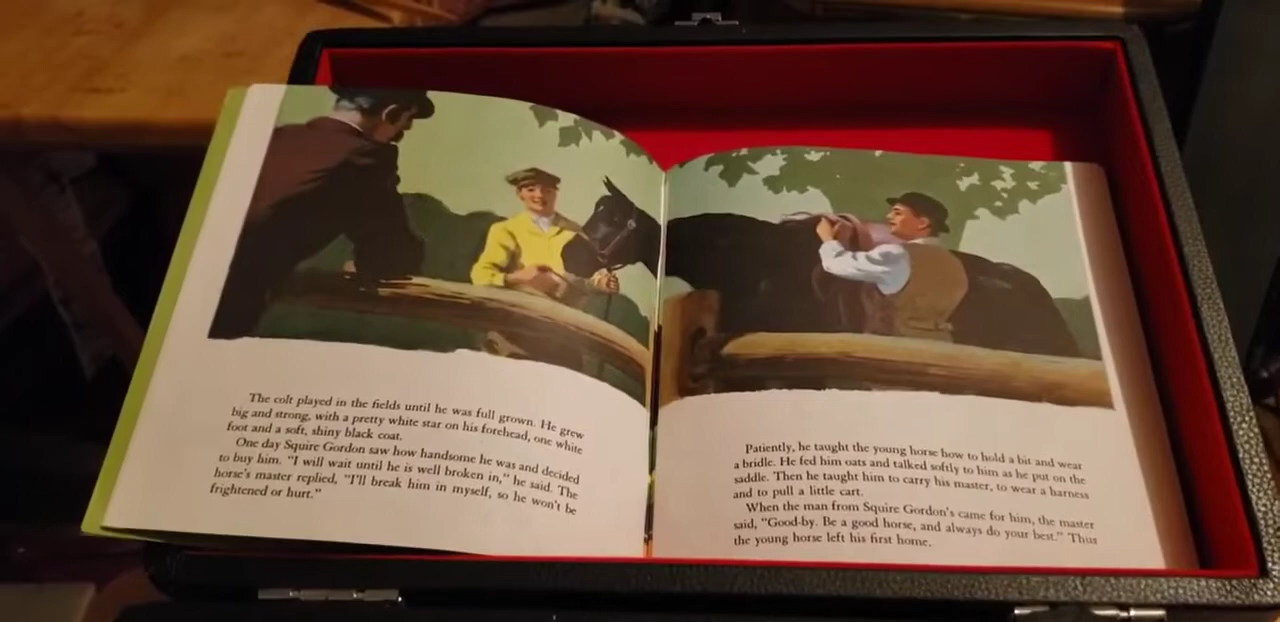 The colt played in the fields until he was full grown. He grew
big and strong, with a pretty white star on his forehead, one white
foot and a soft, shiny black coat.
One day Squire Gordon saw how handsome he was and decided
to buy him. "I will wait until he is well broken in," he said. The
horse's master replied, "I'll break him in myself, so he won't be
frightened or hurt."
Patiently, he taught the young horse how to hold a bit and wear
a bridle. He fed him oats and talked softly to him as he put on the
saddle. Then he taught him to carry his master, to wear a harness
and to pull a little cart.
When the man from Squire Gordon's came for him, the master
said, "Good-by. Be a good horse, and always do your best." Thus
the young horse left his first home.